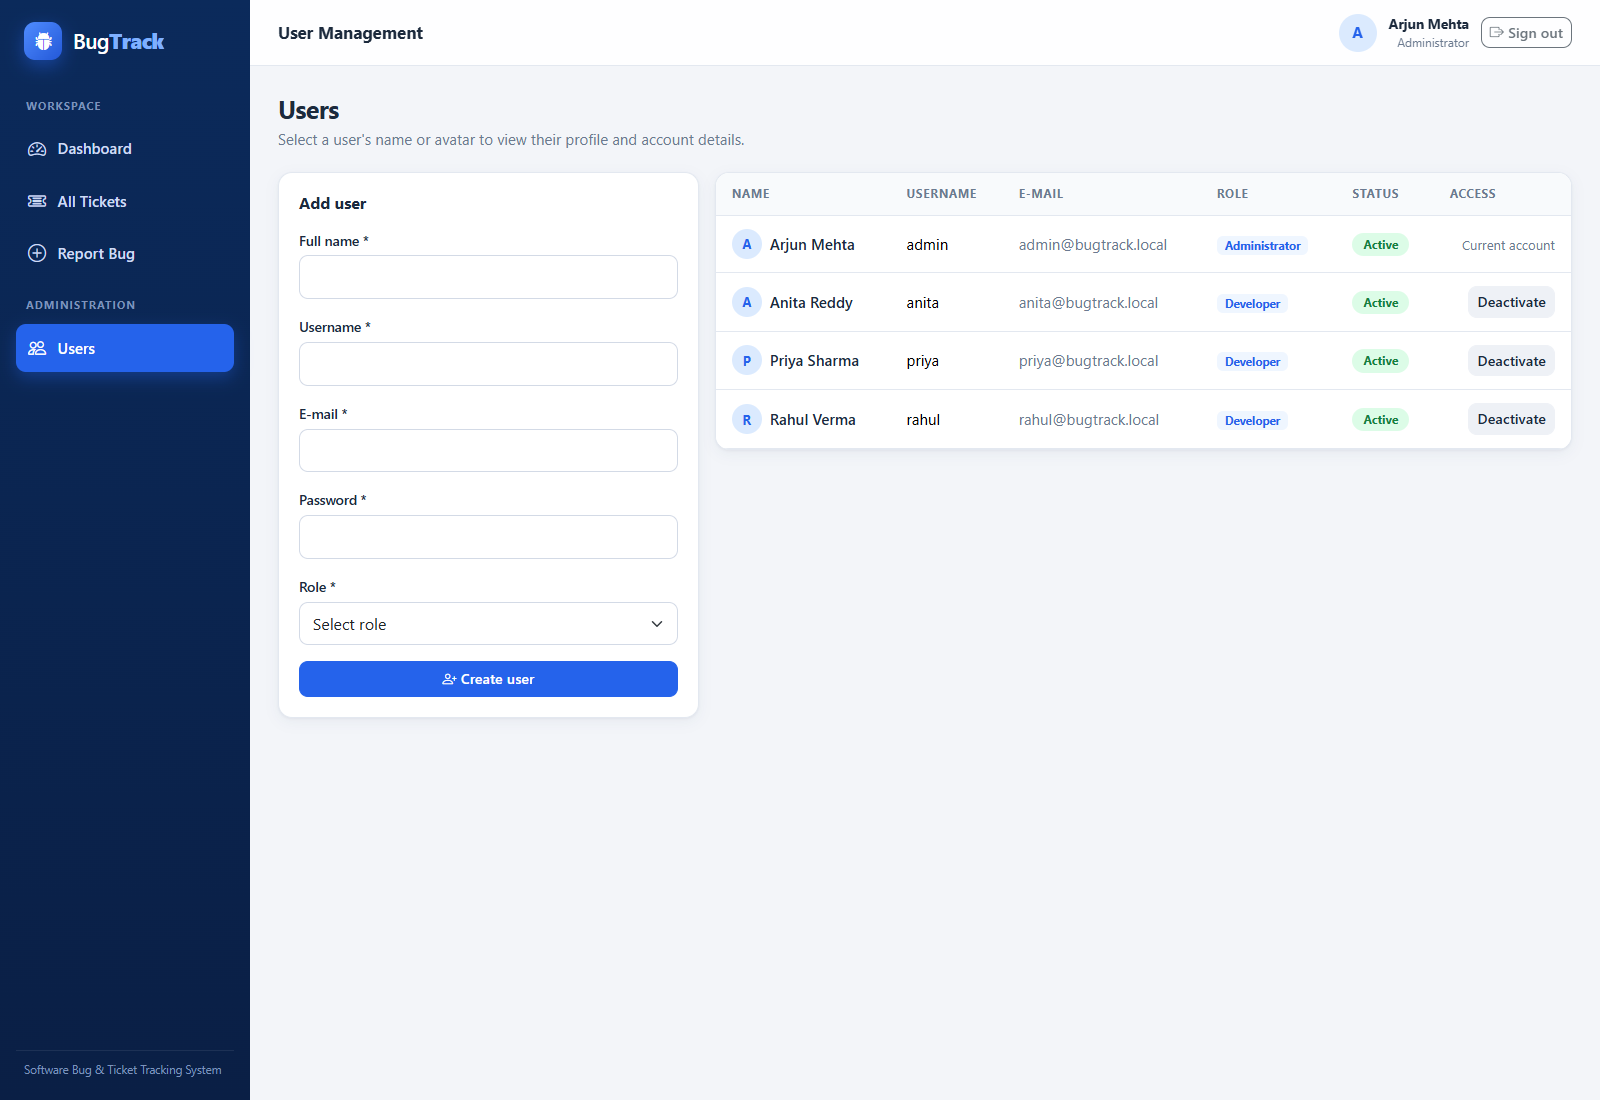 BugTrack
WORKSPACE
Dashboard
All Tickets
Report Bug
ADMINISTRATION
Users
Software Bug & Ticket Tracking System
User Management
A
Arjun Mehta
Administrator
Sign out
Users
Select a user's name or avatar to view their profile and account details.
Add user
Full name *
Username *
E-mail *
Password *
Role *
Select role
Create user
NAME USERNAME E-MAIL ROLE STATUS ACCESS
A Arjun Mehta admin admin@bugtrack.local Administrator Active Current account
A Anita Reddy anita anita@bugtrack.local Developer Active Deactivate
P Priya Sharma priya priya@bugtrack.local Developer Active Deactivate
R Rahul Verma rahul rahul@bugtrack.local Developer Active Deactivate